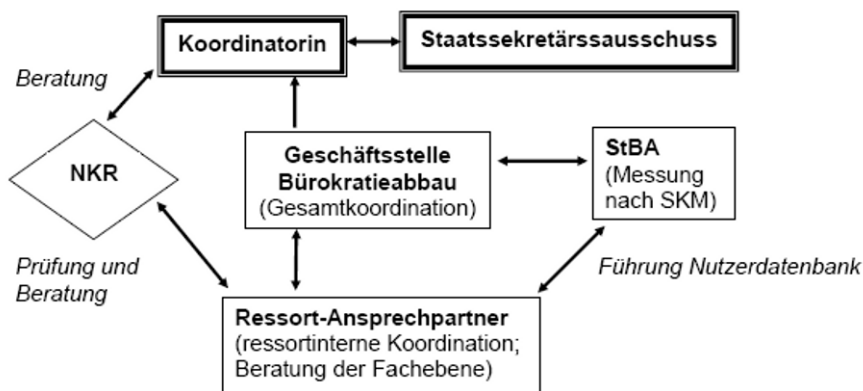 Koordinatorin
Staatssekretärssausschuss
Beratung
NKR
Geschäftsstelle
Bürokratieabbau
(Gesamtkoordination)
StBA
(Messung
nach SKM)
Prüfung und
Beratung
Führung Nutzerdatenbank
Ressort-Ansprechpartner
(ressortinterne Koordination;
Beratung der Fachebene)